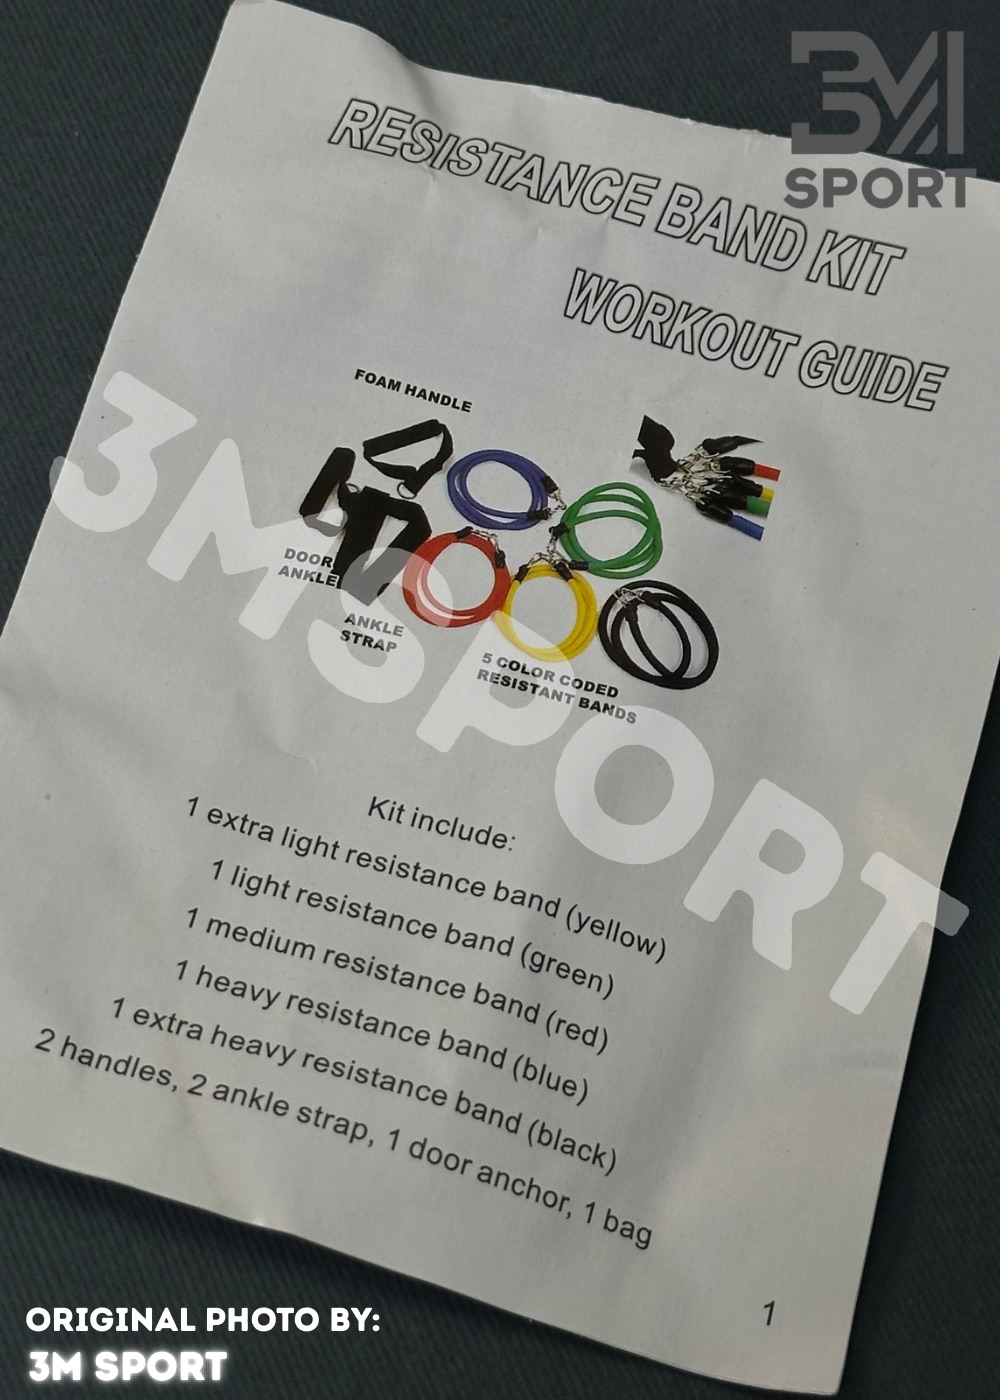 3M
SPORT
RESISTANCE BAND KIT
WORKOUT GUIDE
FOAM HANDLE
DOOR
ANKLE
ANKLE
STRAP
5 COLOR CODED
RESISTANT BANDS
3MSPORT
Kit include:
1 extra light resistance band (yellow)
1 light resistance band (green)
1 medium resistance band (red)
1 heavy resistance band (blue)
1 extra heavy resistance band (black)
2 handles, 2 ankle strap, 1 door anchor, 1 bag
1
ORIGINAL PHOTO BY:
3M SPORT